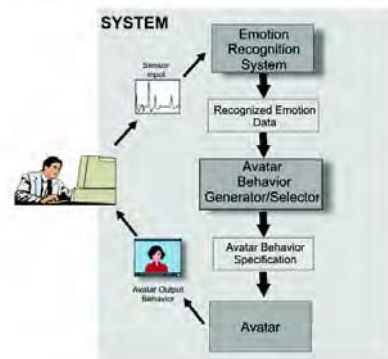 SYSTEM
Emotion
Recognition
System
Sensor
input
Recognized Emotion
Data
Avatar
Behavior
Generator/Selector
Avatar Behavior
Specification
Avatar Output
Behavior
Avatar